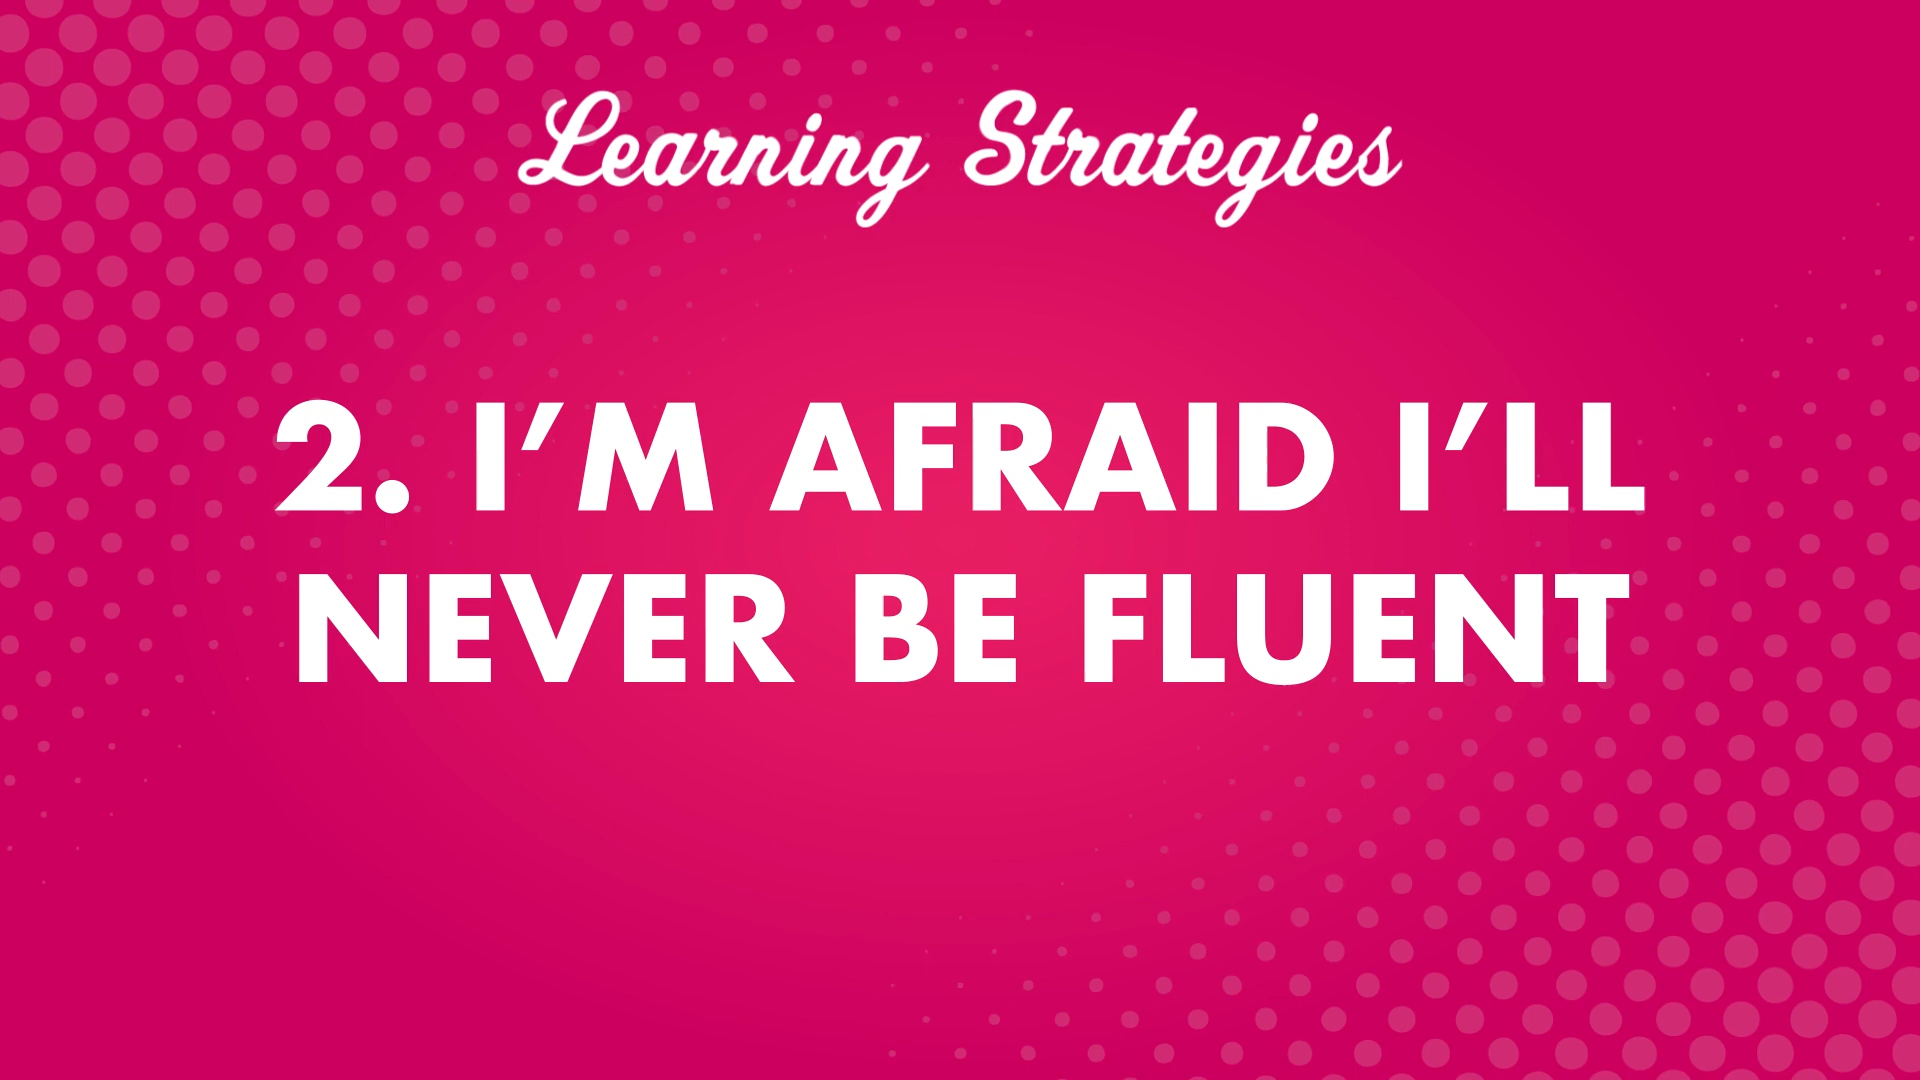 Learning Strategies
2. I’M AFRAID I’LL
NEVER BE FLUENT